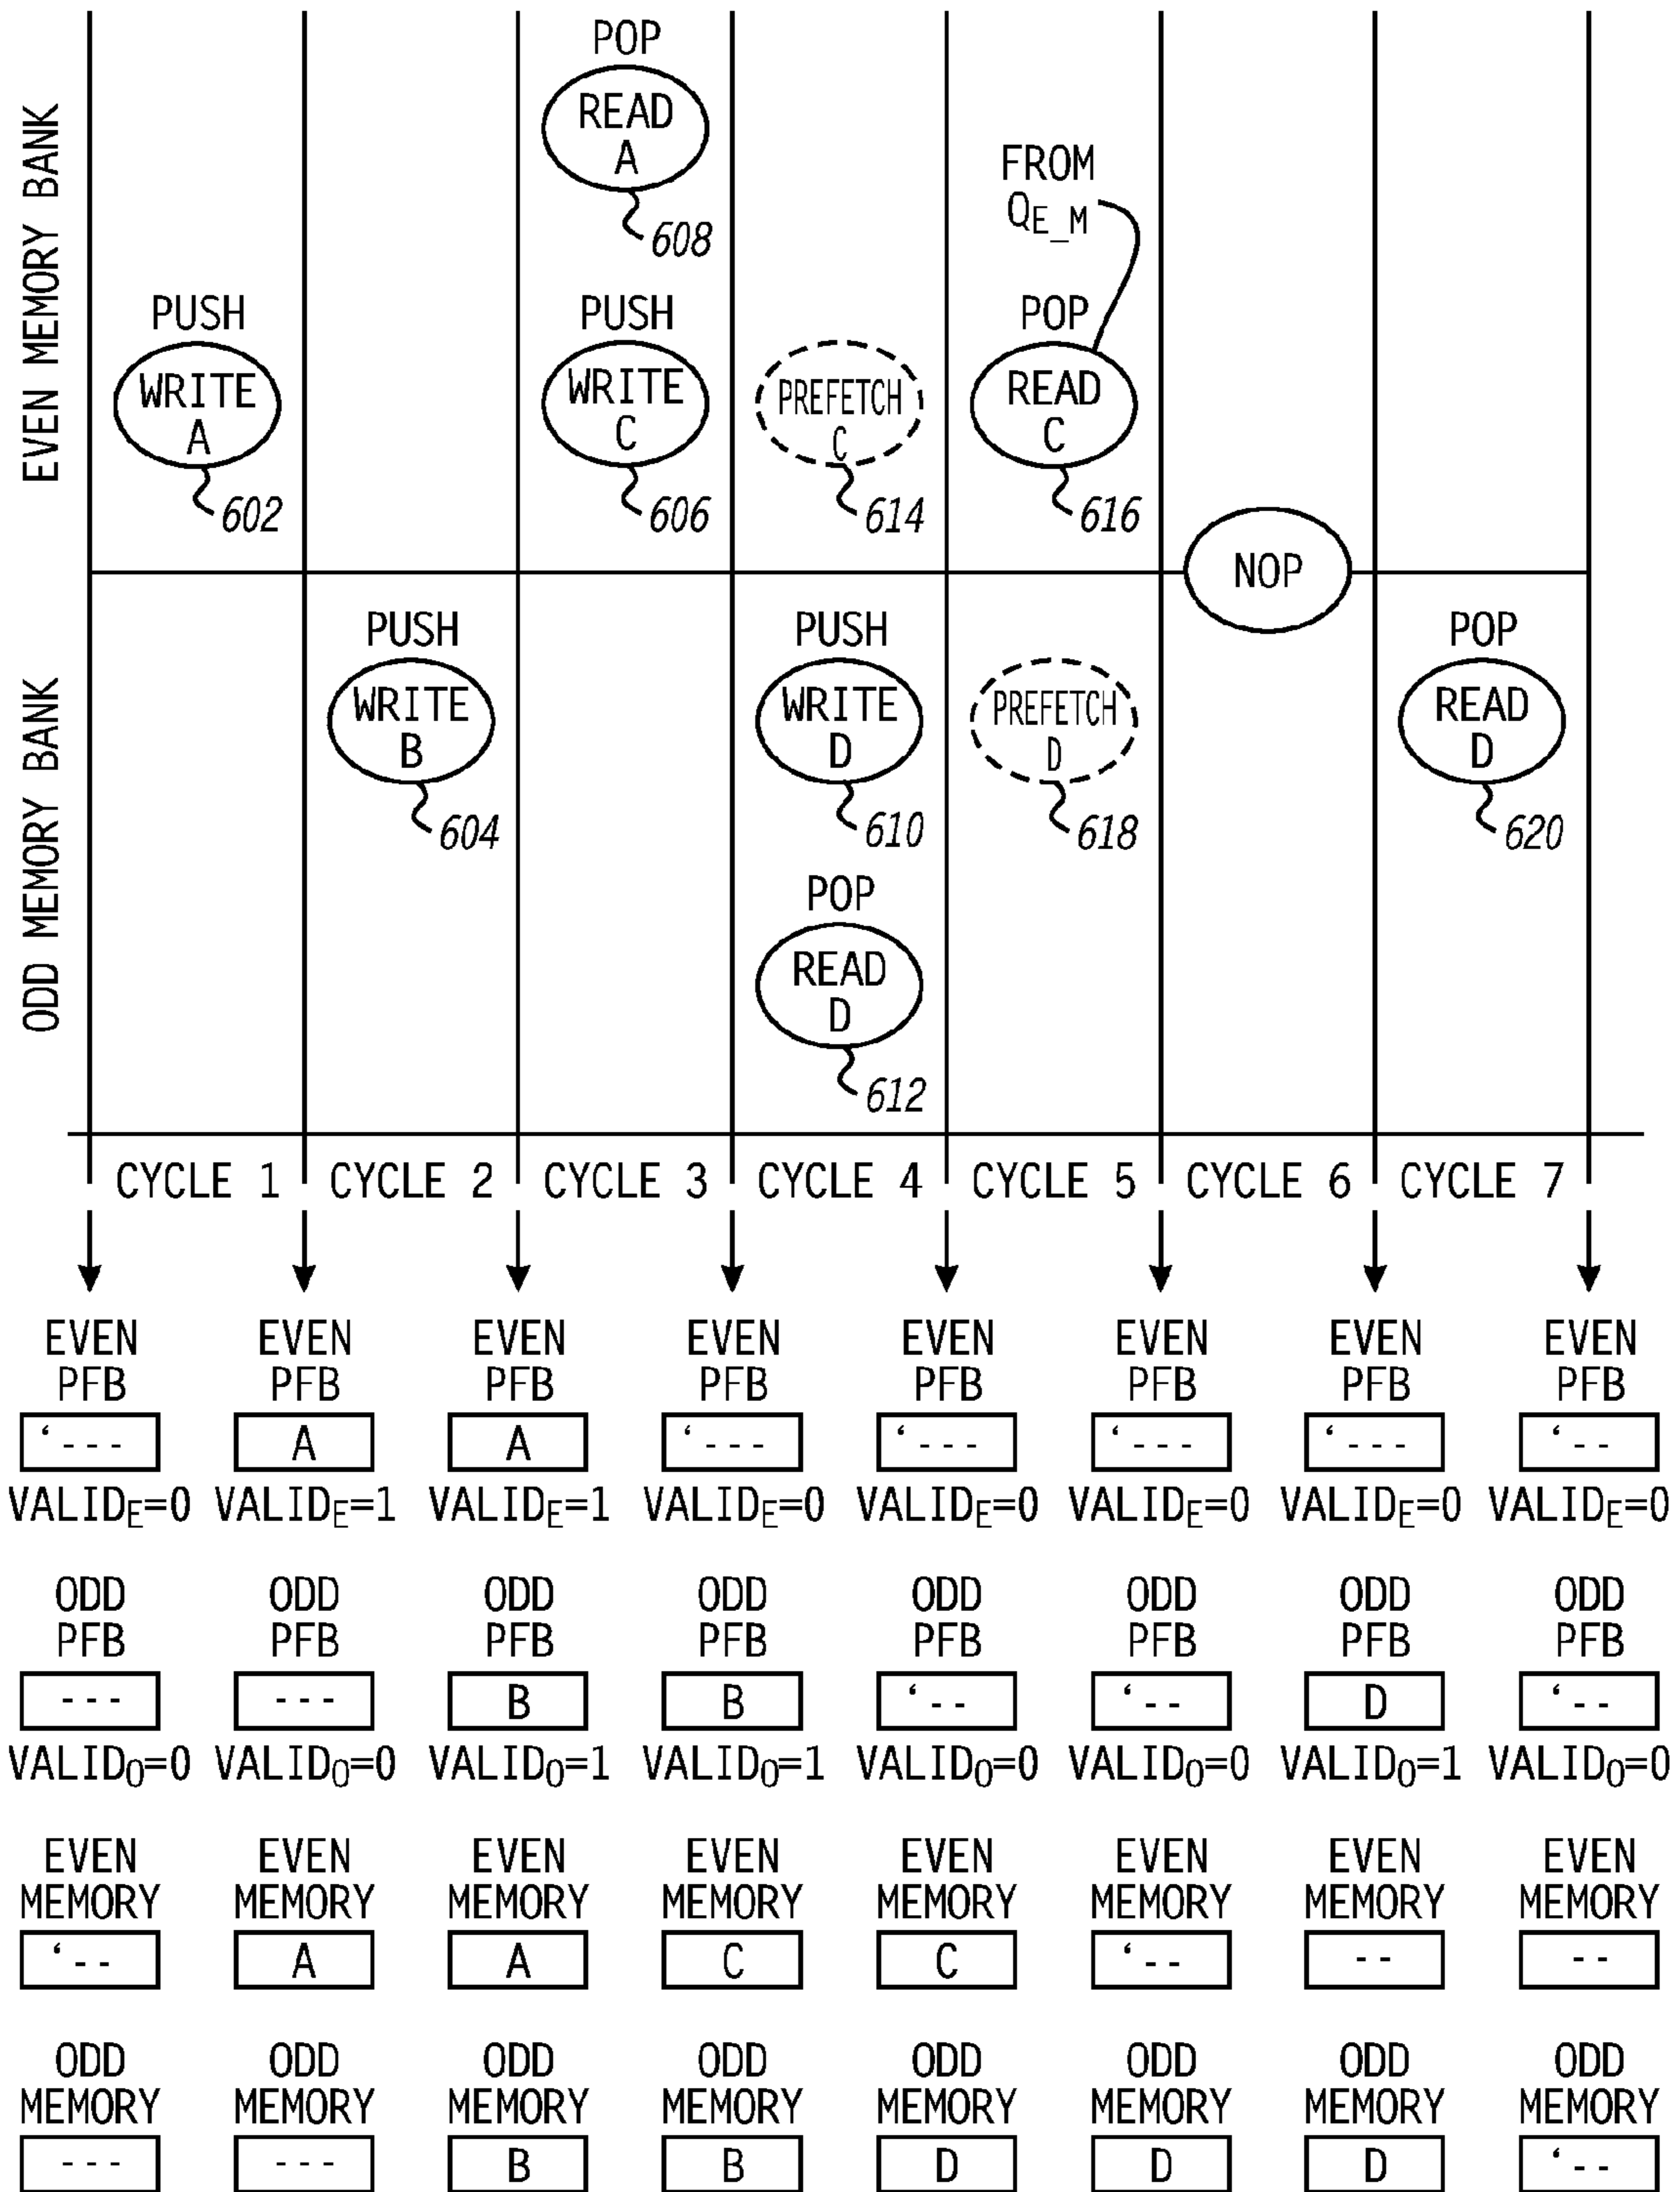 EVEN MEMORY BANK
POP
READ
A
608
FROM
QE_M
PUSH
WRITE
A
602
PUSH
WRITE
C
606
PREFETCH
C
614
POP
READ
C
616
NOP
ODD MEMORY BANK
PUSH
WRITE
B
604
PUSH
WRITE
D
610
PREFETCH
D
618
POP
READ
D
620
POP
READ
D
612
CYCLE 1 CYCLE 2 CYCLE 3 CYCLE 4 CYCLE 5 CYCLE 6 CYCLE 7
EVEN EVEN EVEN EVEN EVEN EVEN EVEN EVEN
PFB PFB PFB PFB PFB PFB PFB PFB
‘--- A A ‘--- ‘--- ‘--- ‘--- ‘--
VALIDE=0 VALIDE=1 VALIDE=1 VALIDE=0 VALIDE=0 VALIDE=0 VALIDE=0 VALIDE=0
ODD ODD ODD ODD ODD ODD ODD ODD
PFB PFB PFB PFB PFB PFB PFB PFB
--- --- B B ‘-- ‘-- D ‘--
VALIDO=0 VALIDO=0 VALIDO=1 VALIDO=1 VALIDO=0 VALIDO=0 VALIDO=1 VALIDO=0
EVEN EVEN EVEN EVEN EVEN EVEN EVEN EVEN
MEMORY MEMORY MEMORY MEMORY MEMORY MEMORY MEMORY MEMORY
‘-- A A C C ‘-- -- --
ODD ODD ODD ODD ODD ODD ODD ODD
MEMORY MEMORY MEMORY MEMORY MEMORY MEMORY MEMORY MEMORY
--- --- B B D D D ‘--